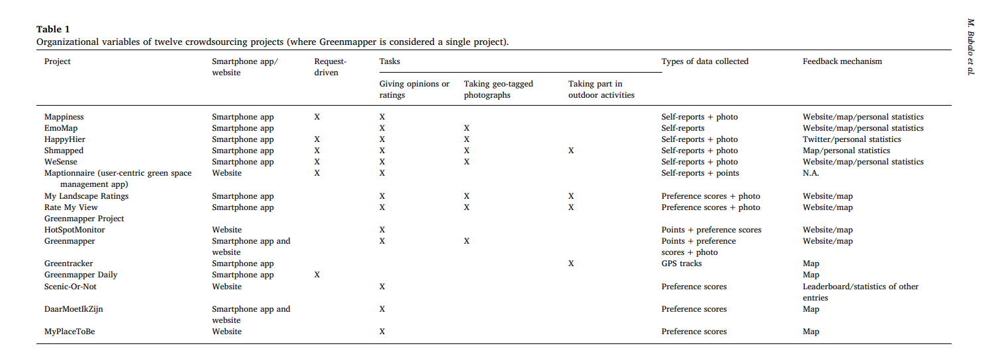 M. Bubalo et al.
Table 1
Organizational variables of twelve crowdsourcing projects (where Greenmapper is considered a single project).
Project Smartphone app/ Request- Tasks Types of data collected Feedback mechanism
website driven
Giving opinions or Taking geo-tagged Taking part in
ratings photographs outdoor activities
Mappiness Smartphone app X X Self-reports + photo Website/map/personal statistics
EmoMap Smartphone app X X Self-reports Website/map/personal statistics
HappyHier Smartphone app X X X Self-reports + photo Twitter/personal statistics
Shmapped Smartphone app X X X X Self-reports + photo Map/personal statistics
WeSense Smartphone app X X X Self-reports + photo Website/map/personal statistics
Maptionnaire (user-centric green space Website X X Self-reports + points N.A.
management app)
My Landscape Ratings Smartphone app X X X Preference scores + photo Website/map
Rate My View Smartphone app X X X Preference scores + photo Website/map
Greenmapper Project
HotSpotMonitor Website X Points + preference scores Website/map
Greenmapper Smartphone app and X X Points + preference Website/map
website scores + photo
Greentracker Smartphone app X GPS tracks Map
Greenmapper Daily Smartphone app X Map
Scenic-Or-Not Website X Preference scores Leaderboard/statistics of other
entries
DaarMoetIkZijn Smartphone app and X Preference scores Map
website
MyPlaceToBe Website X Preference scores Map